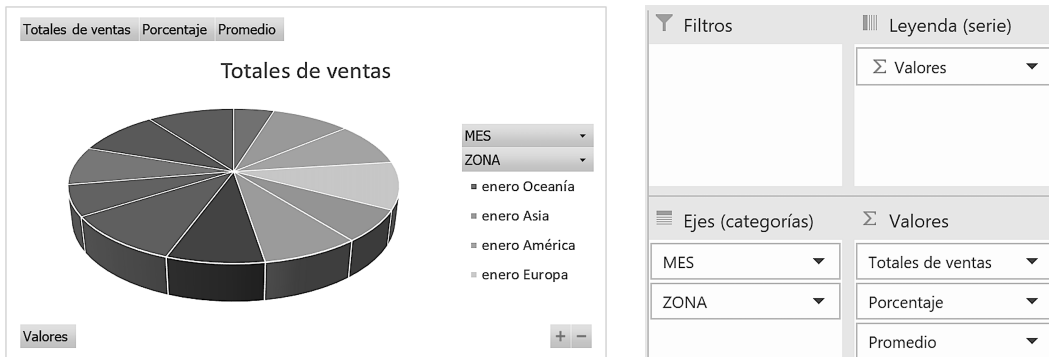 Totales de ventas Porcentaje Promedio
Totales de ventas
MES
ZONA
enero Oceanía
enero Asia
enero América
enero Europa
Valores
+ −
Filtros
Leyenda (serie)
Σ Valores
Ejes (categorías)
Σ Valores
MES
Totales de ventas
ZONA
Porcentaje
Promedio